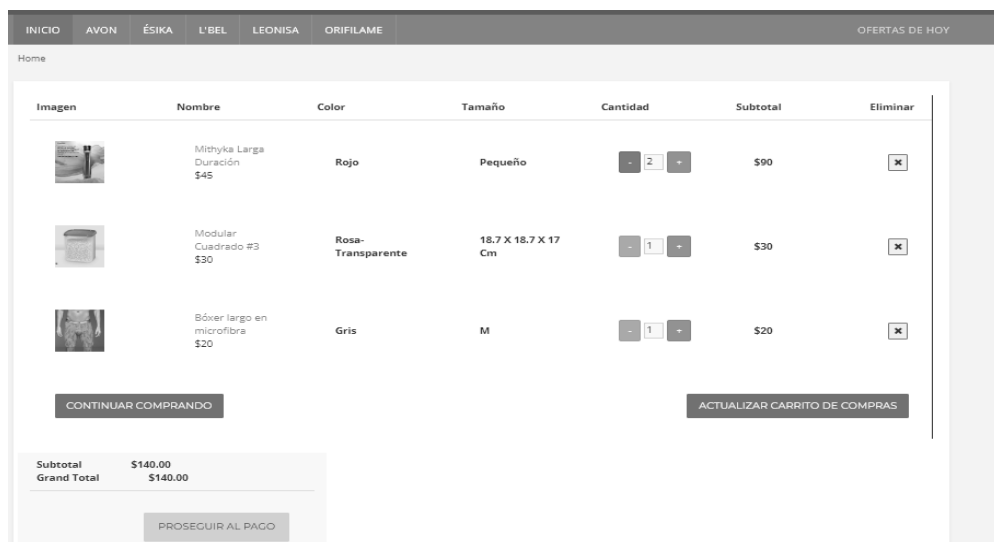 INICIO AVON ÉSIKA L'BEL LEONISA ORIFILAME OFERTAS DE HOY
Home
Imagen Nombre Color Tamaño Cantidad Subtotal Eliminar
Mithyka Larga
Duración
$45
Rojo Pequeño - 2 + $90 ×
Modular
Cuadrado #3
$30
Rosa-
Transparente
18.7 X 18.7 X 17
Cm
- 1 + $30 ×
Bóxer largo en
microfibra
$20
Gris M - 1 + $20 ×
CONTINUAR COMPRANDO ACTUALIZAR CARRITO DE COMPRAS
Subtotal $140.00
Grand Total $140.00
PROSEGUIR AL PAGO